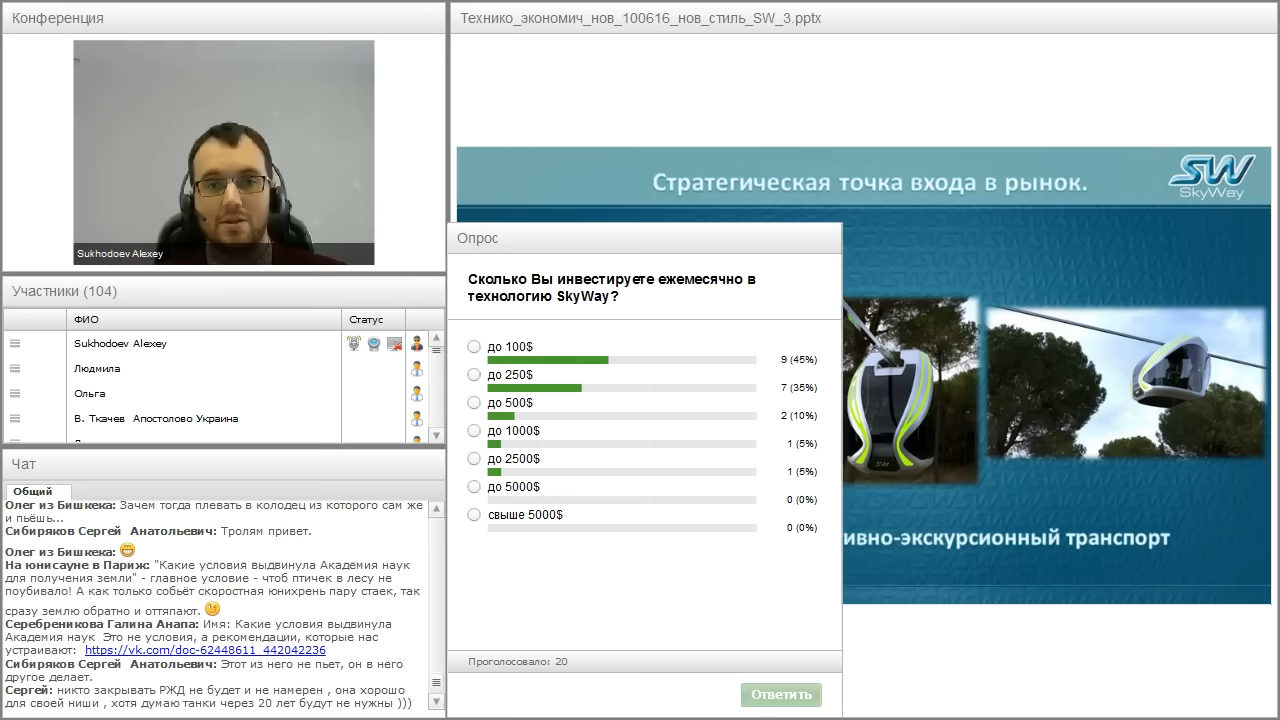 Конференция
Sukhodoev Alexey
Участники (104)
ФИО
Статус
Sukhodoev Alexey
Людмила
Ольга
В. Ткачев Апостолово Украина
Чат
Общий
Олег из Бишкека: Зачем тогда плевать в колодец из которого сам же
и пьёшь...
Сибиряков Сергей Анатольевич: Тролям привет.
Олег из Бишкека:
На юнисауне в Париж: "Какие условия выдвинула Академия наук
для получения земли" - главное условие - чтоб птичек в лесу не
поубивало! А как только собьёт скоростная юнихрень пару стаек, так
сразу землю обратно и оттяпают.
Серебреникова Галина Анапа: Имя: Какие условия выдвинула
Академия наук Это не условия, а рекомендации, которые нас
устраивают: https://vk.com/doc-62448611_442042236
Сибиряков Сергей Анатольевич: Этот из него не пьет, он в него
другое делает.
Сергей: никто закрывать РЖД не будет и не намерен , она хорошо
для своей ниши , хотя думаю танки через 20 лет будут не нужны )))
Технико_экономич_нов_100616_нов_стиль_SW_3.pptx
Стратегическая точка входа в рынок.
SW
SkyWay
Опрос
Сколько Вы инвестируете ежемесячно в
технологию SkyWay?
до 100$
9 (45%)
до 250$
7 (35%)
до 500$
2 (10%)
до 1000$
1 (5%)
до 2500$
1 (5%)
до 5000$
0 (0%)
свыше 5000$
0 (0%)
Проголосовало: 20
Ответить
SW
ивно-экскурсионный транспорт